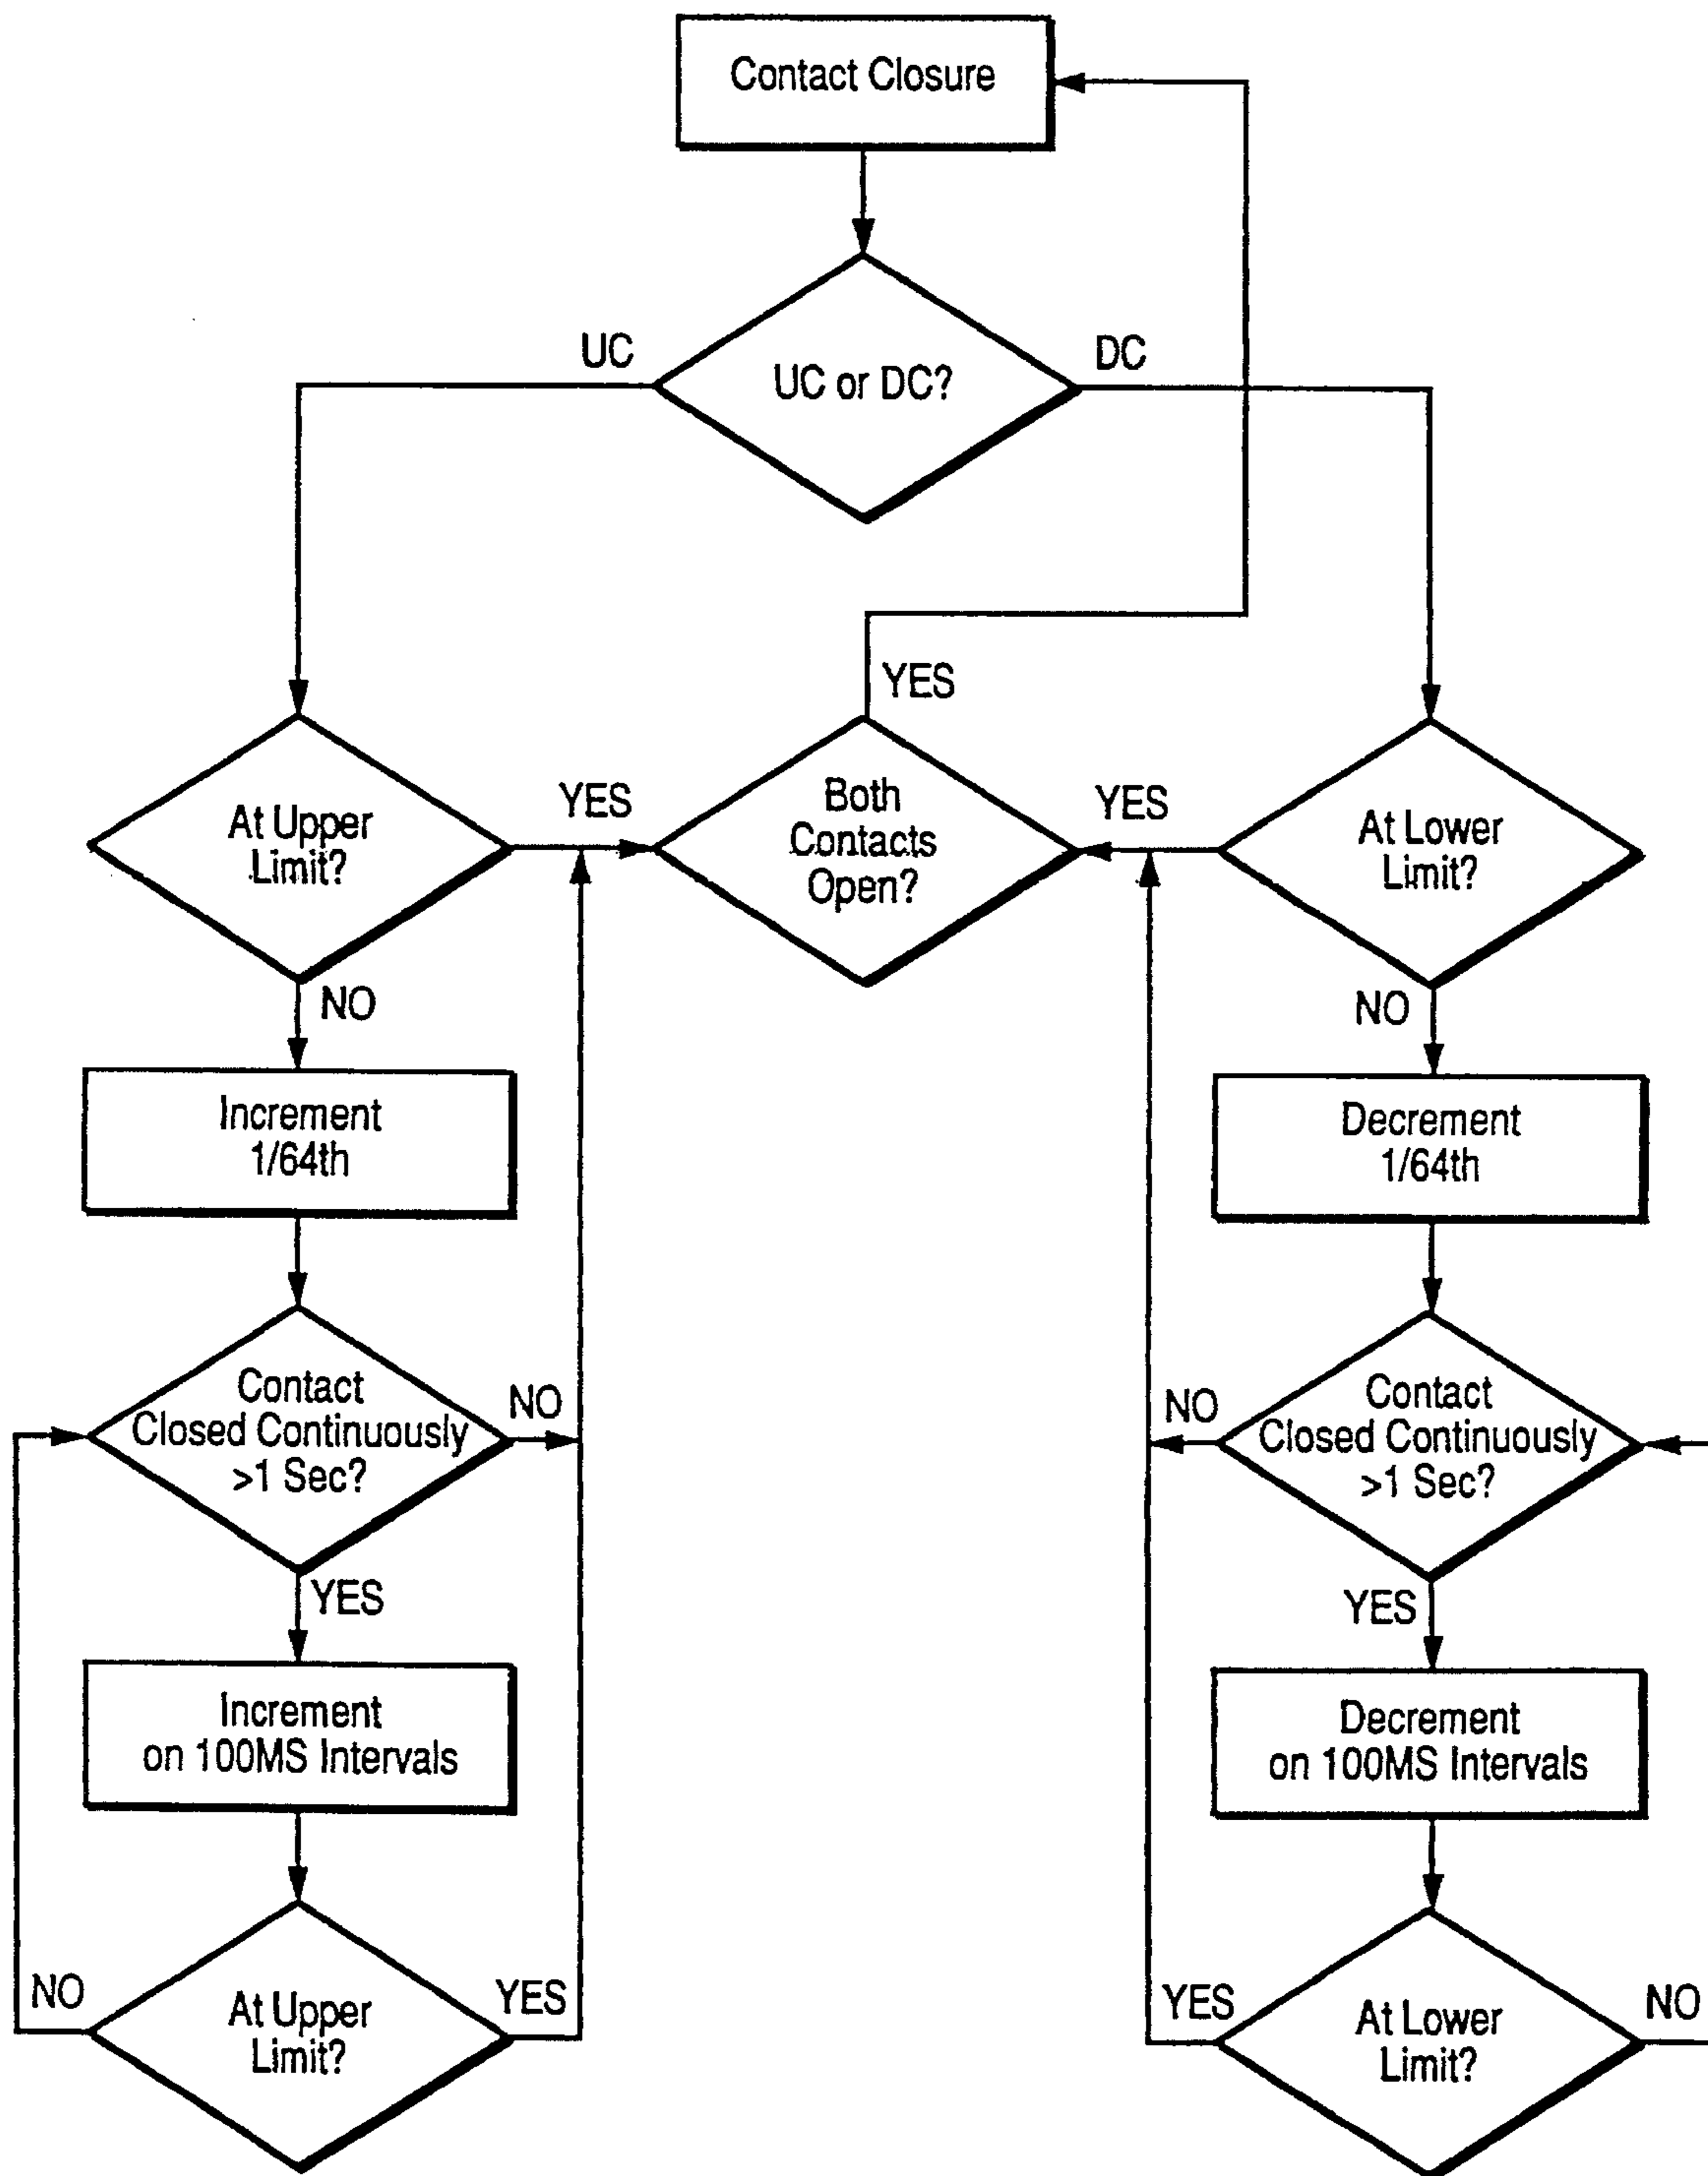 Contact Closure
UC
UC or DC?
DC
YES
At Upper
Limit?
YES
Both
Contacts
Open?
YES
At Lower
Limit?
NO
NO
Increment
1/64th
Decrement
1/64th
Contact
Closed Continuously
>1 Sec?
NO
NO
Contact
Closed Continuously
>1 Sec?
YES
YES
Increment
on 100MS Intervals
Decrement
on 100MS Intervals
NO
At Upper
Limit?
YES
YES
At Lower
Limit?
NO